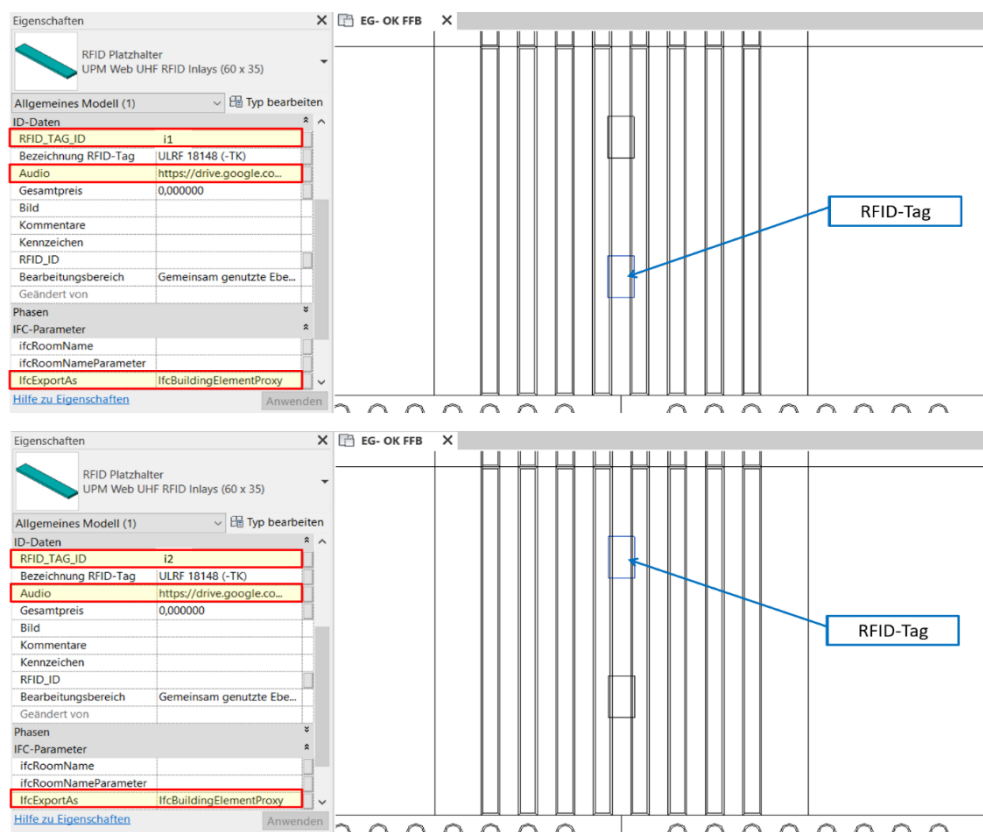 Eigenschaften X EG- OK FFB X
RFID Platzhalter
UPM Web UHF RFID Inlays (60 x 35)
Allgemeines Modell (1) Typ bearbeiten
ID-Daten
RFID_TAG_ID i1
Bezeichnung RFID-Tag ULRF 18148 (-TK)
Audio https://drive.google.co...
Gesamtpreis 0,000000
Bild
Kommentare
Kennzeichen
RFID_ID
Bearbeitungsbereich Gemeinsam genutzte Ebe...
Geändert von
Phasen
IFC-Parameter
ifcRoomName
ifcRoomNameParameter
IfcExportAs IfcBuildingElementProxy
Hilfe zu Eigenschaften Anwenden
RFID-Tag
Eigenschaften X EG- OK FFB X
RFID Platzhalter
UPM Web UHF RFID Inlays (60 x 35)
Allgemeines Modell (1) Typ bearbeiten
ID-Daten
RFID_TAG_ID i2
Bezeichnung RFID-Tag ULRF 18148 (-TK)
Audio https://drive.google.co...
Gesamtpreis 0,000000
Bild
Kommentare
Kennzeichen
RFID_ID
Bearbeitungsbereich Gemeinsam genutzte Ebe...
Geändert von
Phasen
IFC-Parameter
ifcRoomName
ifcRoomNameParameter
IfcExportAs IfcBuildingElementProxy
Hilfe zu Eigenschaften Anwenden
RFID-Tag